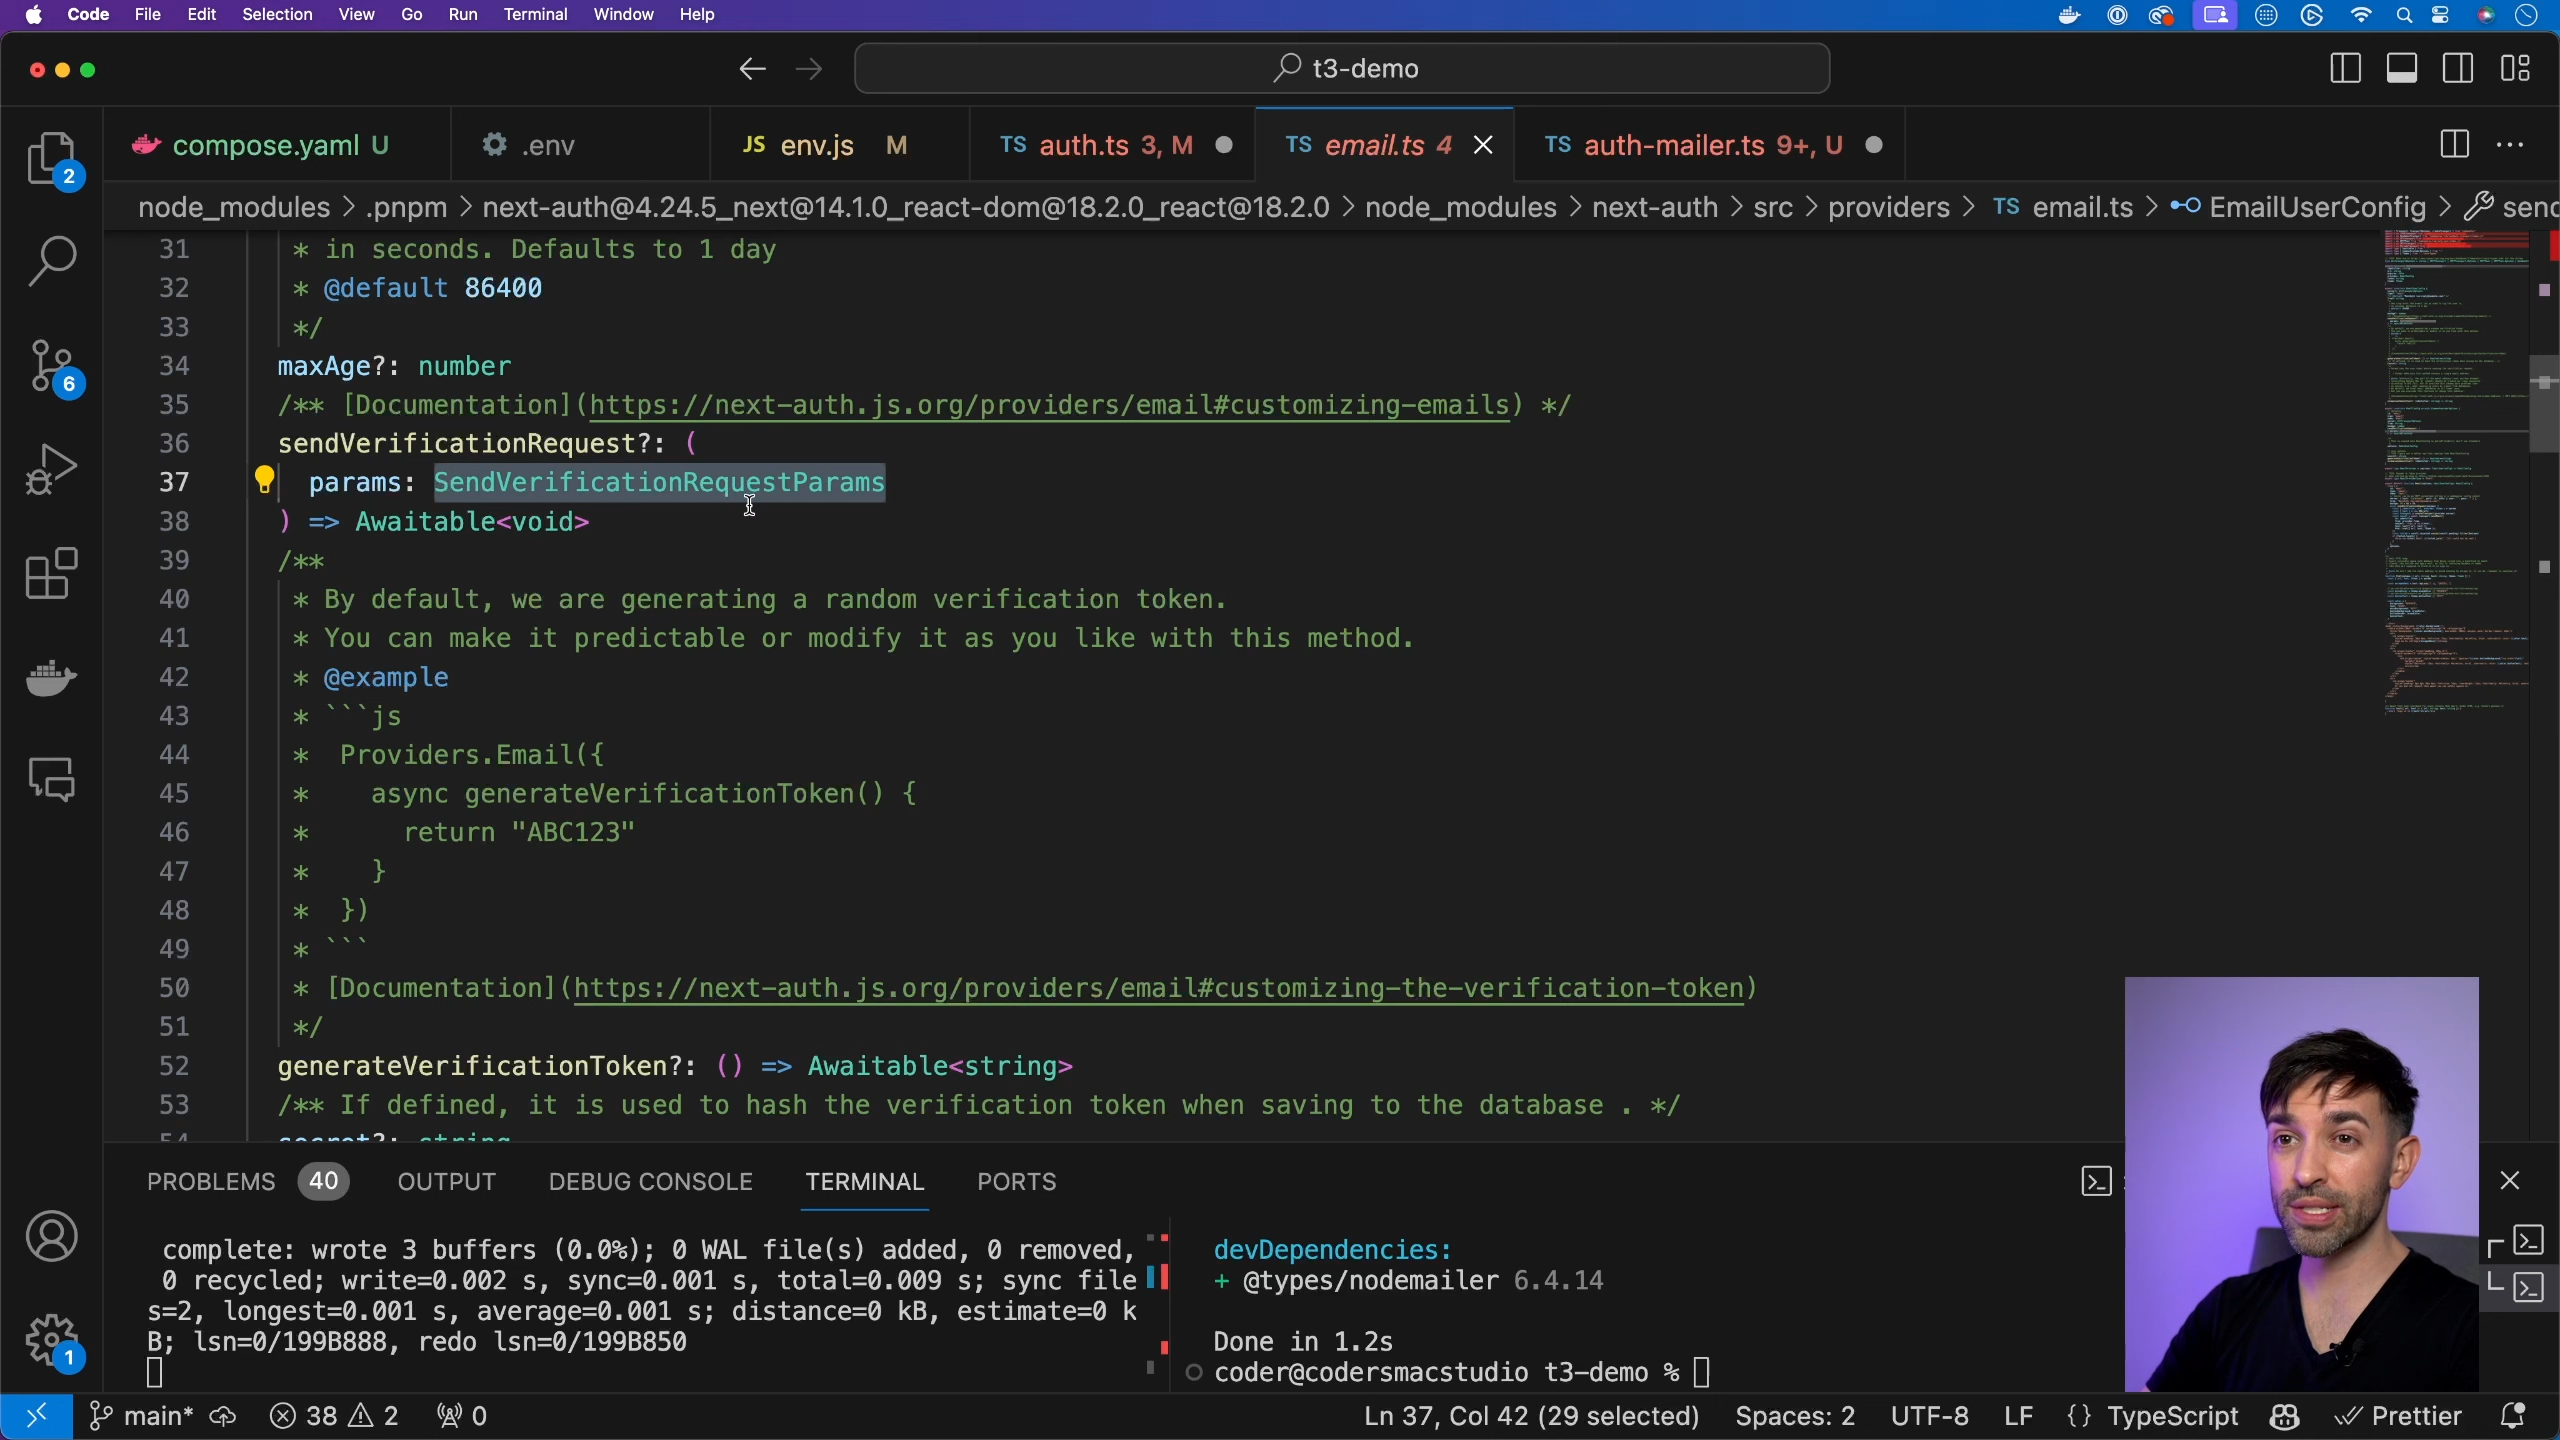 Code File Edit Selection View Go Run Terminal Window Help
t3-demo
compose.yaml U .env JS env.js M TS auth.ts 3, M TS email.ts 4 TS auth-mailer.ts 9+, U
node_modules > .pnpm > next-auth@4.24.5_next@14.1.0_react-dom@18.2.0_react@18.2.0 > node_modules > next-auth > src > providers > TS email.ts > EmailUserConfig > send
31 * in seconds. Defaults to 1 day
32 * @default 86400
33 */
34 maxAge?: number
35 /** [Documentation](https://next-auth.js.org/providers/email#customizing-emails) */
36 sendVerificationRequest?: (
37 params: SendVerificationRequestParams
38 ) => Awaitable<void>
39 /**
40 * By default, we are generating a random verification token.
41 * You can make it predictable or modify it as you like with this method.
42 * @example
43 * ```js
44 * Providers.Email({
45 * async generateVerificationToken() {
46 * return "ABC123"
47 * }
48 * })
49 * ```
50 * [Documentation](https://next-auth.js.org/providers/email#customizing-the-verification-token)
51 */
52 generateVerificationToken?: () => Awaitable<string>
53 /** If defined, it is used to hash the verification token when saving to the database . */
54 secret?: string
2
6
1
PROBLEMS 40 OUTPUT DEBUG CONSOLE TERMINAL PORTS
complete: wrote 3 buffers (0.0%); 0 WAL file(s) added, 0 removed,
0 recycled; write=0.002 s, sync=0.001 s, total=0.009 s; sync file
s=2, longest=0.001 s, average=0.001 s; distance=0 kB, estimate=0 k
B; lsn=0/199B888, redo lsn=0/199B850
devDependencies:
+ @types/nodemailer 6.4.14
Done in 1.2s
coder@codersmacstudio t3-demo %
main* 38 2 0 Ln 37, Col 42 (29 selected) Spaces: 2 UTF-8 LF {} TypeScript Prettier